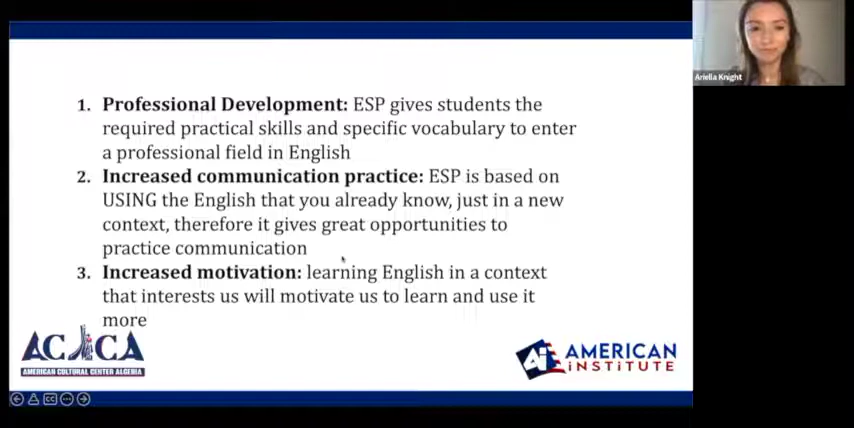 1. Professional Development: ESP gives students the
required practical skills and specific vocabulary to enter
a professional field in English
2. Increased communication practice: ESP is based on
USING the English that you already know, just in a new
context, therefore it gives great opportunities to
practice communication
3. Increased motivation: learning English in a context
that interests us will motivate us to learn and use it
more
ACCA
AMERICAN CULTURAL CENTER ALGERIA
Ai AMERICAN
INSTITUTE
CC
Ariella Knight